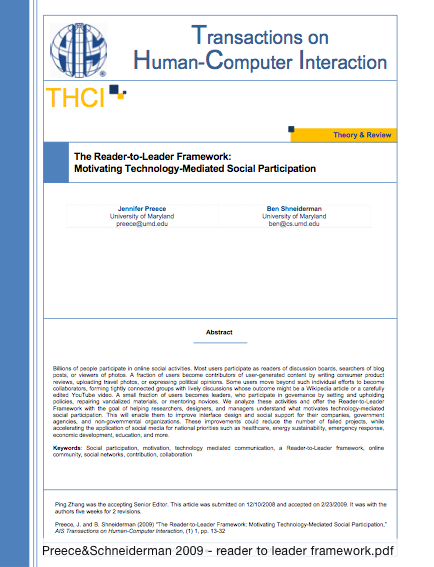 Transactions on
Human-Computer Interaction
THCI
Theory & Review
The Reader-to-Leader Framework:
Motivating Technology-Mediated Social Participation
Jennifer Preece
University of Maryland
preece@umd.edu
Ben Shneiderman
University of Maryland
ben@cs.umd.edu
Abstract
Billions of people participate in online social activities. Most users participate as readers of discussion boards, searchers of blog
posts, or viewers of photos. A fraction of users become contributors of user-generated content by writing consumer product
reviews, uploading travel photos, or expressing political opinions. Some users move beyond such individual efforts to become
collaborators, forming tightly connected groups with lively discussions whose outcome might be a Wikipedia article or a carefully
edited YouTube video. A small fraction of users becomes leaders, who participate in governance by setting and upholding
policies, repairing vandalized materials, or mentoring novices. We analyze these activities and offer the Reader-to-Leader
Framework with the goal of helping researchers, designers, and managers understand what motivates technology-mediated
social participation. This will enable them to improve interface design and social support for their companies, government
agencies, and non-governmental organizations. These improvements could reduce the number of failed projects, while
accelerating the application of social media for national priorities such as healthcare, energy sustainability, emergency response,
economic development, education, and more.
Keywords: Social participation, motivation, technology mediated communication, a Reader-to-Leader framework, online
community, social networks, contribution, collaboration
Ping Zhang was the accepting Senior Editor. This article was submitted on 12/10/2008 and accepted on 2/23/2009. It was with the
authors five weeks for 2 revisions.
Preece, J. and B. Shneiderman (2009) "The Reader-to-Leader Framework: Motivating Technology-Mediated Social Participation,"
AIS Transactions on Human-Computer Interaction, (1) 1, pp. 13-32
Preece&Schneiderman 2009 - reader to leader framework.pdf